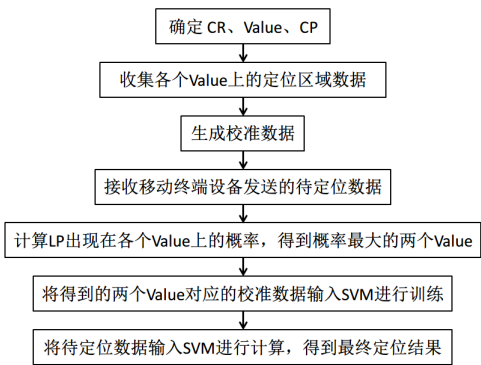 确定 CR、Value、CP
收集各个Value上的定位区域数据
生成校准数据
接收移动终端设备发送的待定位数据
计算LP出现在各个Value上的概率，得到概率最大的两个Value
将得到的两个Value对应的校准数据输入SVM进行训练
将待定位数据输入SVM进行计算，得到最终定位结果